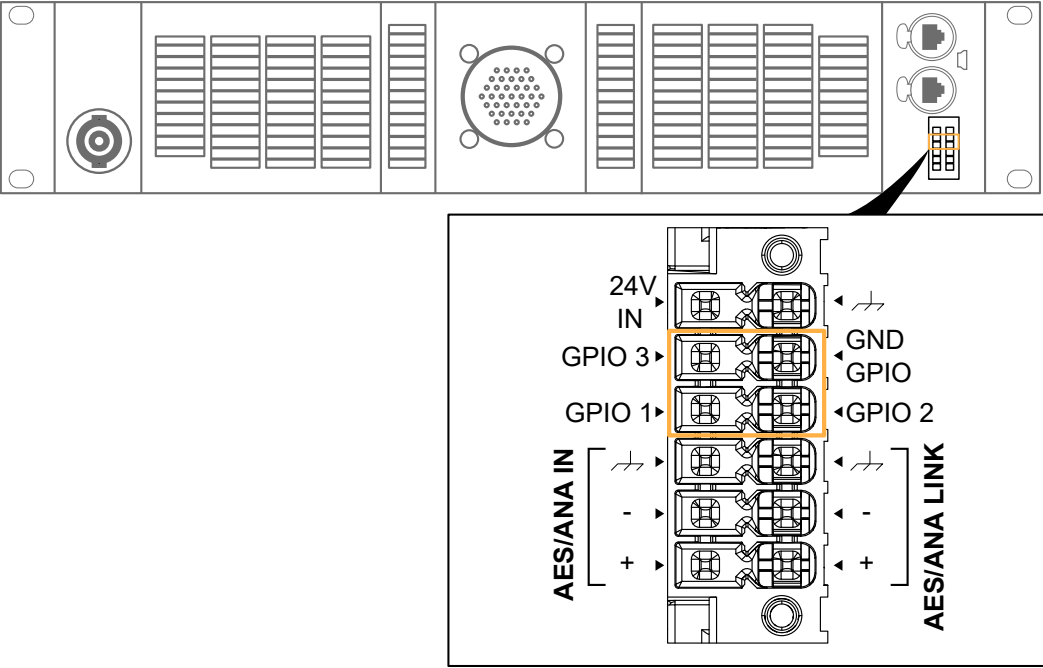 24V
IN
GPIO 3
GND
GPIO
GPIO 1
GPIO 2
AES/ANA IN
-
+
AES/ANA LINK
-
+